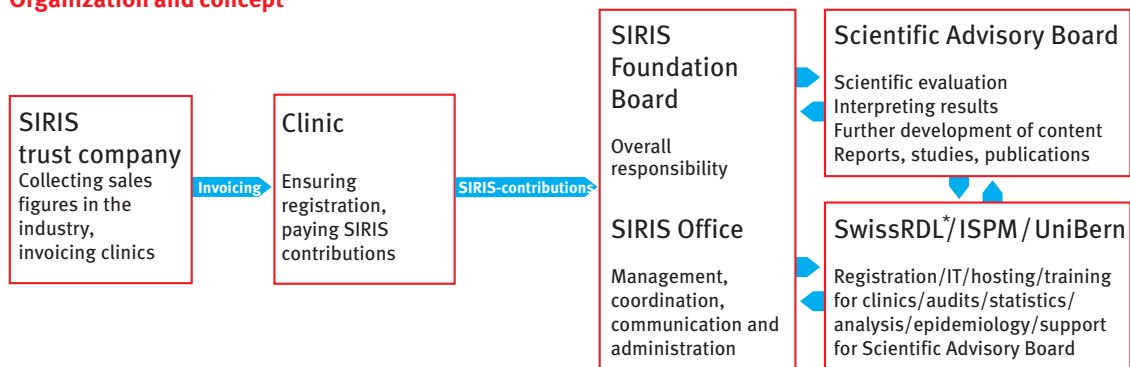 Organization and concept
SIRIS
trust company
Collecting sales
figures in the
industry,
invoicing clinics
Invoicing
Clinic
Ensuring
registration,
paying SIRIS
contributions
SIRIS-contributions
SIRIS
Foundation
Board
Overall
responsibility
SIRIS Office
Management,
coordination,
communication and
administration
Scientific Advisory Board
Scientific evaluation
Interpreting results
Further development of content
Reports, studies, publications
SwissRDL*/ISPM/UniBern
Registration/IT/hosting/training
for clinics/audits/statistics/
analysis/epidemiology/support
for Scientific Advisory Board